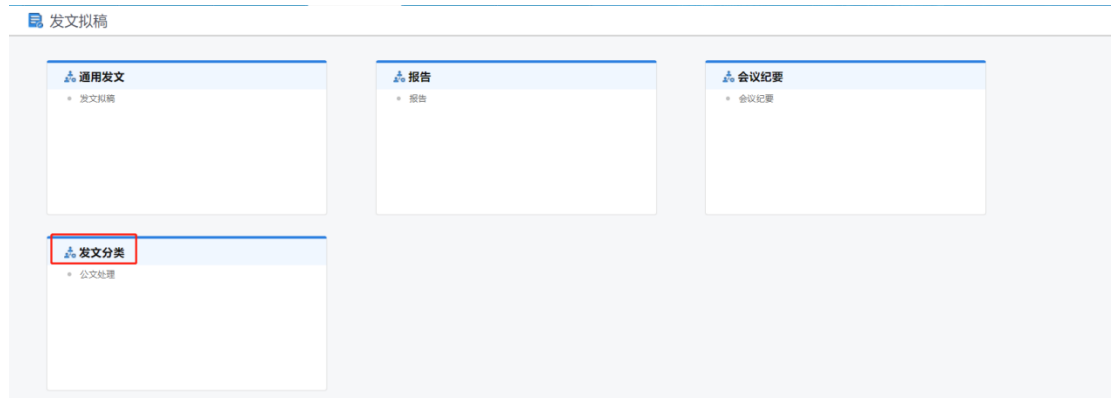 发文拟稿
通用发文
发文拟稿
报告
报告
会议纪要
会议纪要
发文分类
公文处理